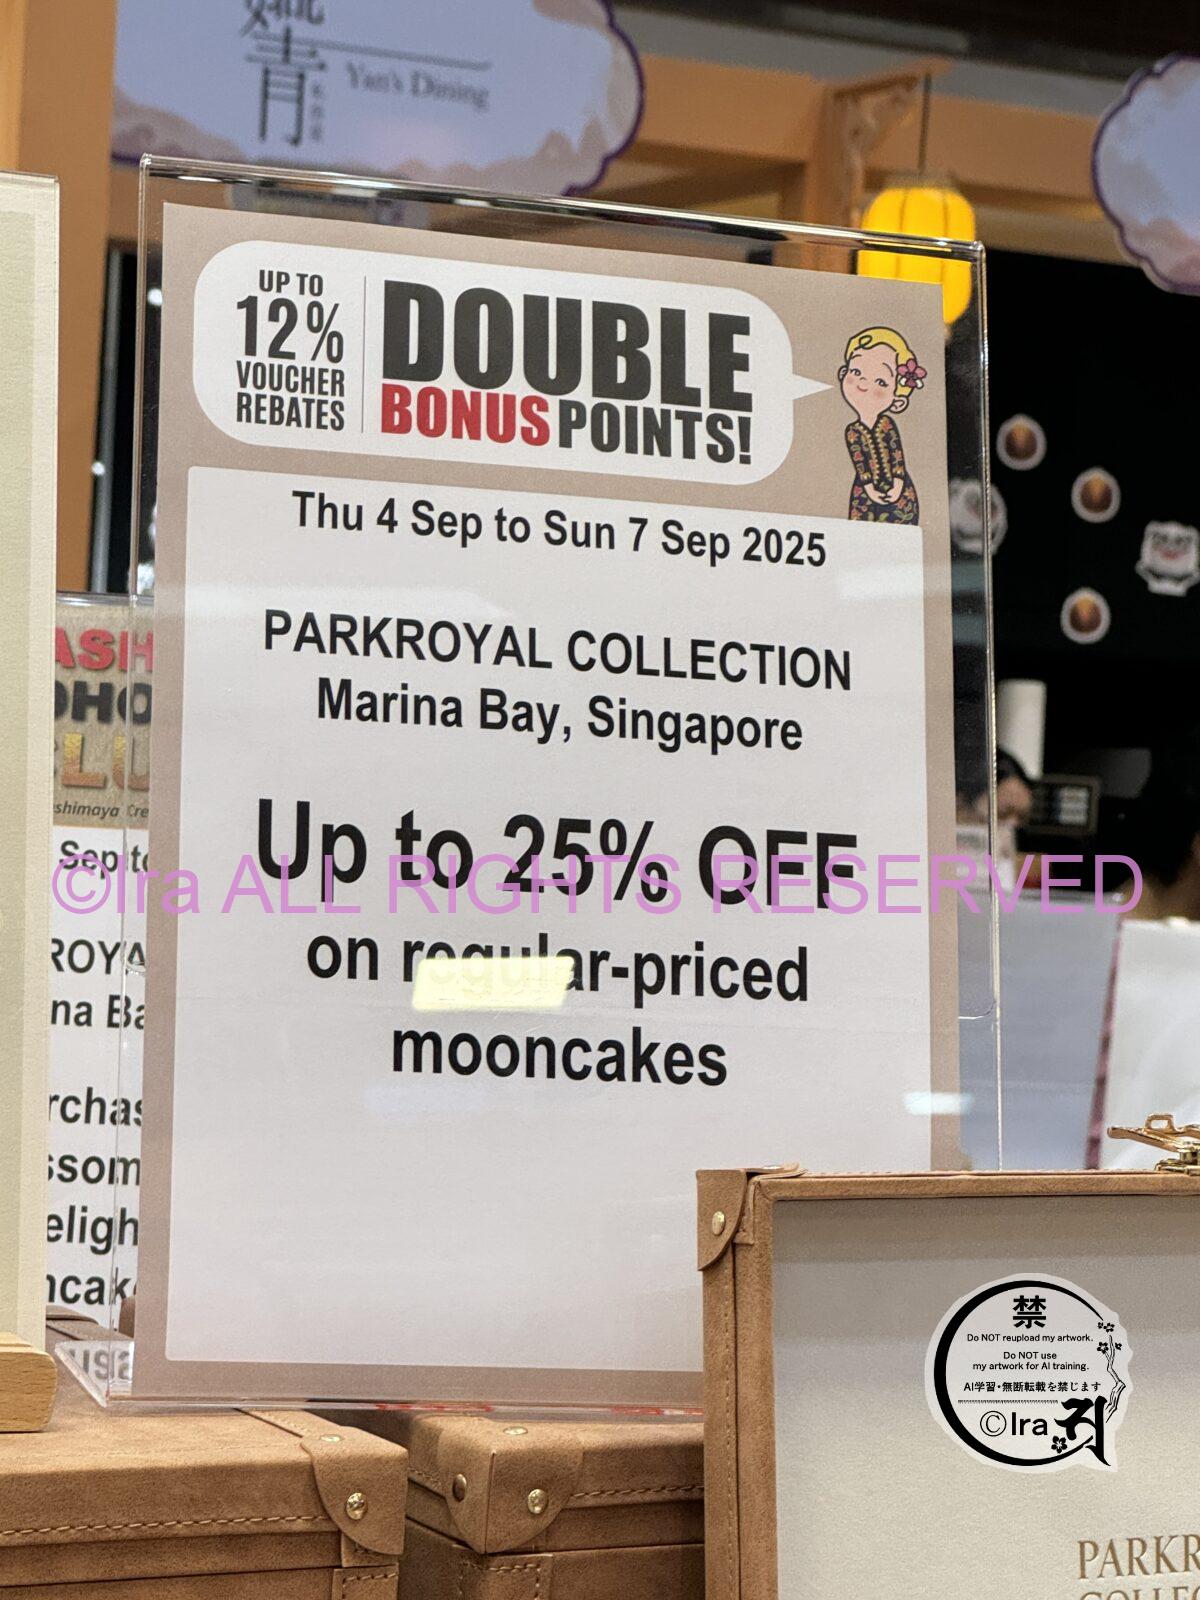 青
Yan's Dining
UP TO
12%
VOUCHER
REBATES
DOUBLE
BONUS POINTS!
Thu 4 Sep to Sun 7 Sep 2025
PARKROYAL COLLECTION
Marina Bay, Singapore
Up to 25% OFF
on regular-priced
mooncakes
©Ira ALL RIGHTS RESERVED
禁
Do NOT reupload my artwork.
Do NOT use
my artwork for AI training.
AI学習・無断転載を禁じます
©Ira
PARKR